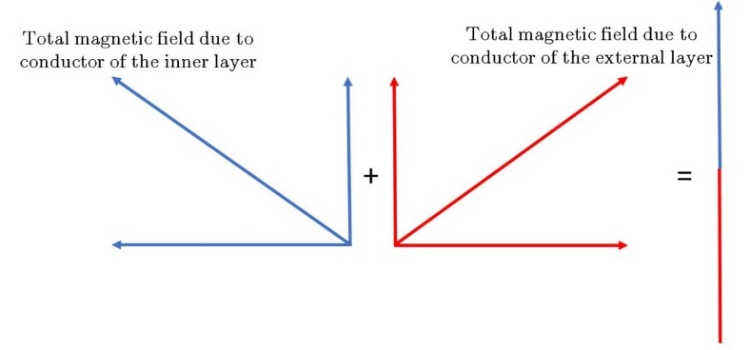 Total magnetic field due to
conductor of the inner layer
Total magnetic field due to
conductor of the external layer
+
=